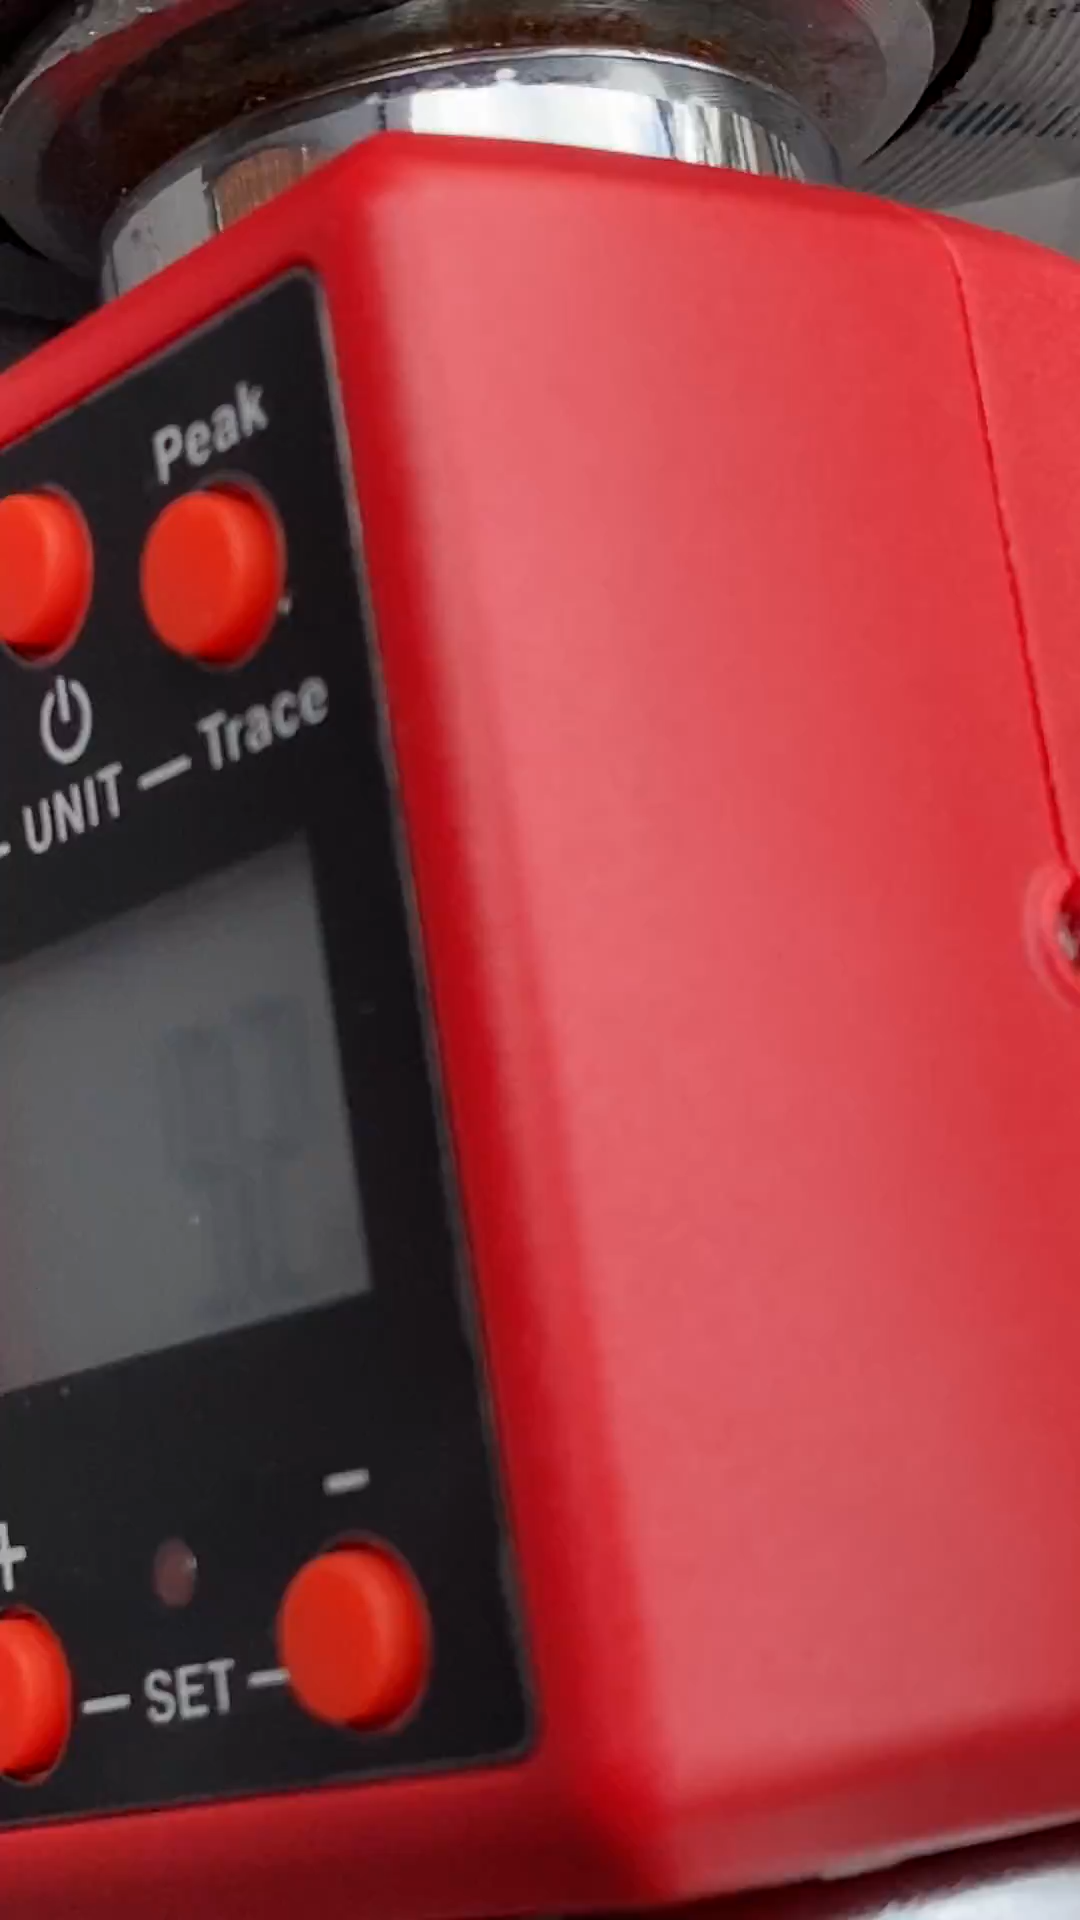 Peak
- UNIT — Trace
-
+
— SET —